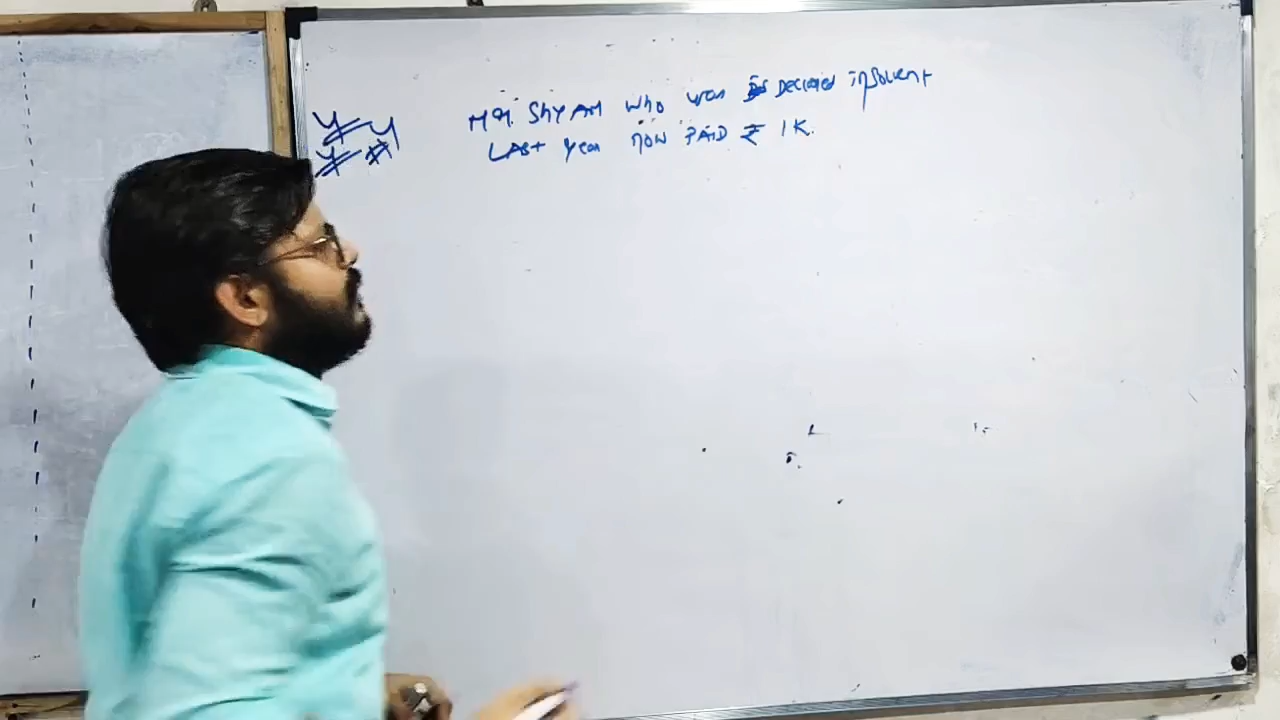 MR. SHYAM who was DECLARED insolvent
LAST year now PAID ₹ 1K.